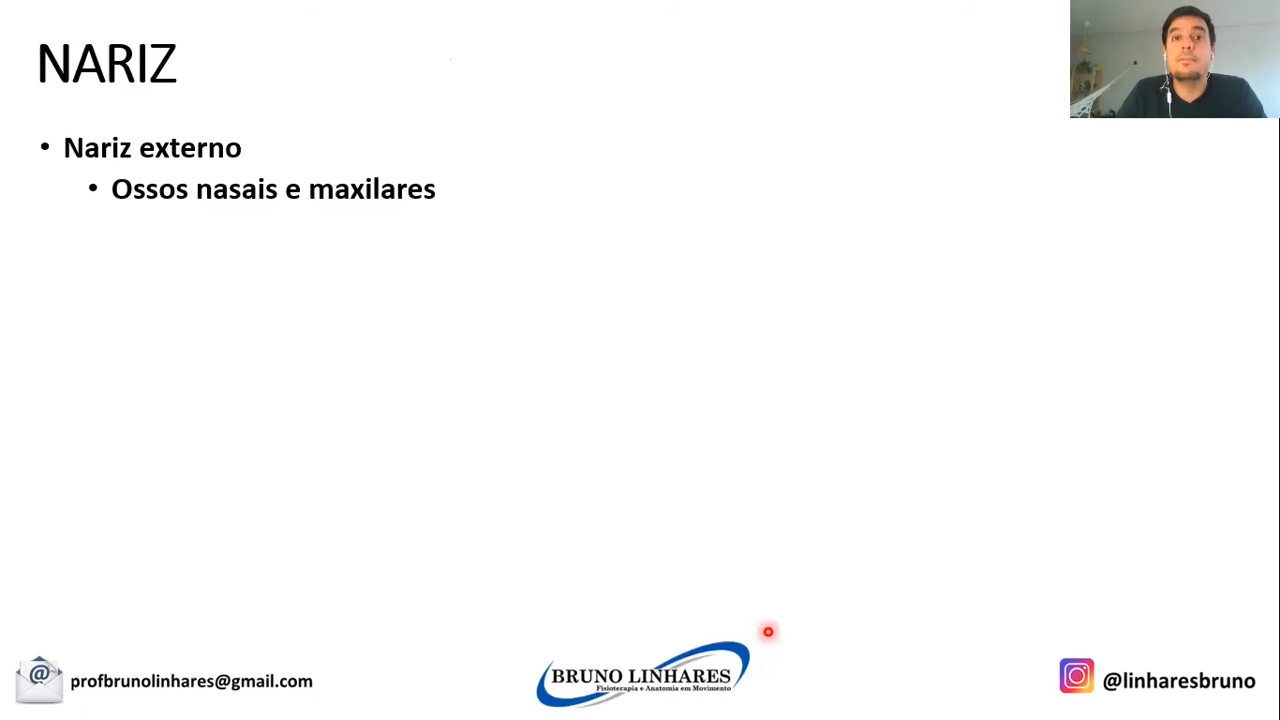 NARIZ
• Nariz externo
• Ossos nasais e maxilares
@
profbrunolinhares@gmail.com
BRUNO LINHARES
Fisioterapia e Anatomia em Movimento
@linharesbruno